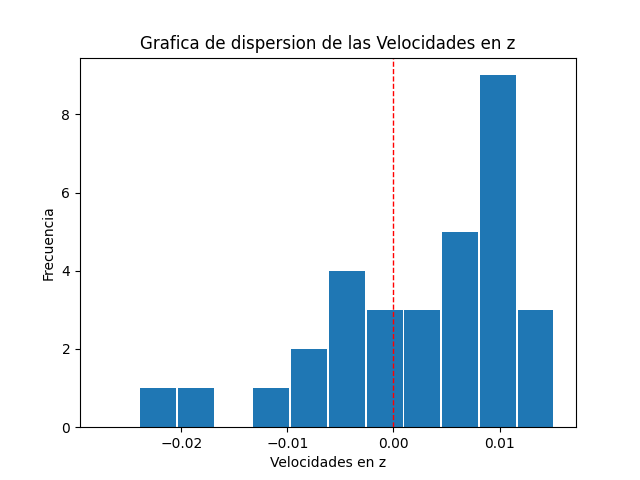 Grafica de dispersion de las Velocidades en z
8
6
4
2
0
Frecuencia
−0.02 −0.01 0.00 0.01
Velocidades en z